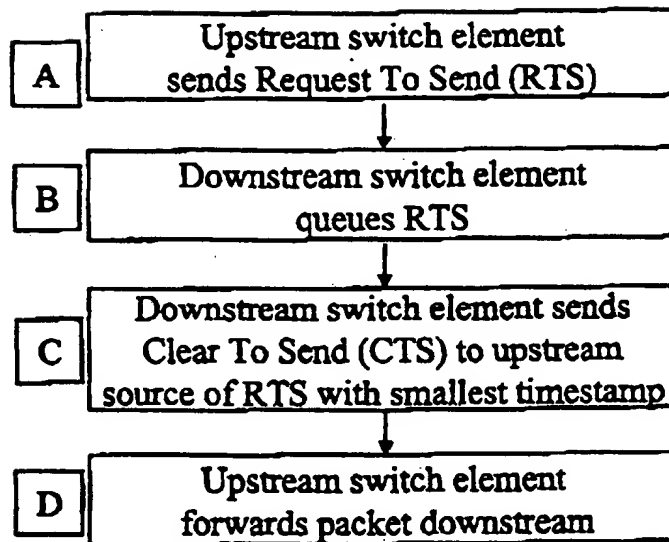 A
Upstream switch element
sends Request To Send (RTS)
B
Downstream switch element
queues RTS
C
Downstream switch element sends
Clear To Send (CTS) to upstream
source of RTS with smallest timestamp
D
Upstream switch element
forwards packet downstream